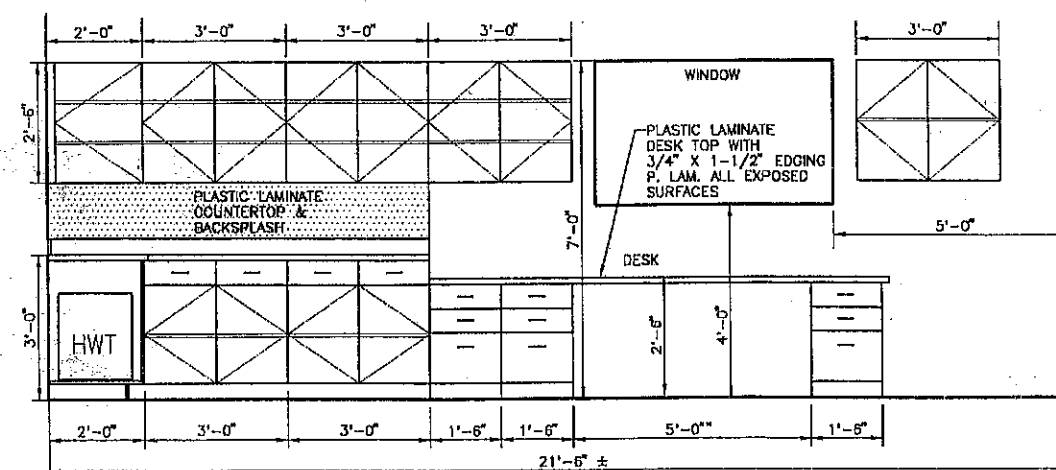 2'-0"
3'-0"
3'-0"
3'-0"
3'-0"
WINDOW
2'-6"
PLASTIC LAMINATE
DESK TOP WITH
3/4" X 1-1/2" EDGING
P. LAM. ALL EXPOSED
SURFACES
PLASTIC LAMINATE
COUNTERTOP &
BACKSPLASH
7'-0"
5'-0"
DESK
3'-0"
HWT
2'-6"
4'-0"
2'-0"
3'-0"
3'-0"
1'-6"
1'-6"
5'-0""
1'-6"
21'-6" ±